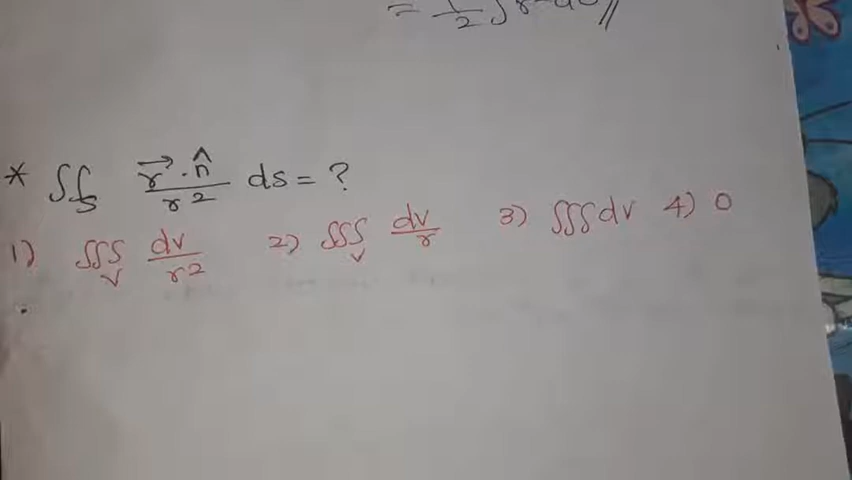 * ∫∫_S (r⃗ · n̂)/r² ds = ?
1) ∫∫∫_V dv/r² 2) ∫∫∫_V dv/r 3) ∫∫∫ dv 4) 0